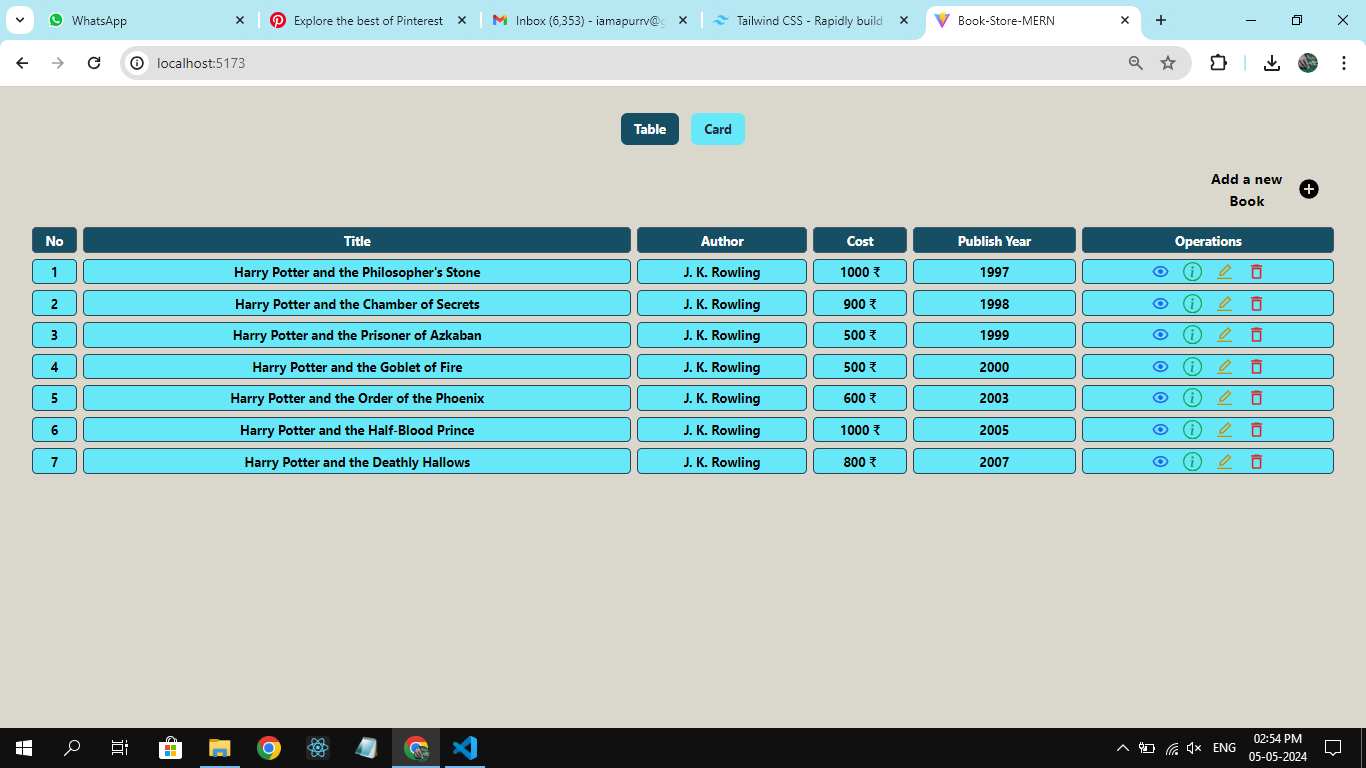 WhatsApp
Explore the best of Pinterest
Inbox (6,353) - iamapurrv@g
Tailwind CSS - Rapidly build
Book-Store-MERN
localhost:5173
Table Card
Add a new
Book
No Title Author Cost Publish Year Operations
1 Harry Potter and the Philosopher's Stone J. K. Rowling 1000 ₹ 1997
2 Harry Potter and the Chamber of Secrets J. K. Rowling 900 ₹ 1998
3 Harry Potter and the Prisoner of Azkaban J. K. Rowling 500 ₹ 1999
4 Harry Potter and the Goblet of Fire J. K. Rowling 500 ₹ 2000
5 Harry Potter and the Order of the Phoenix J. K. Rowling 600 ₹ 2003
6 Harry Potter and the Half-Blood Prince J. K. Rowling 1000 ₹ 2005
7 Harry Potter and the Deathly Hallows J. K. Rowling 800 ₹ 2007
ENG
02:54 PM
05-05-2024